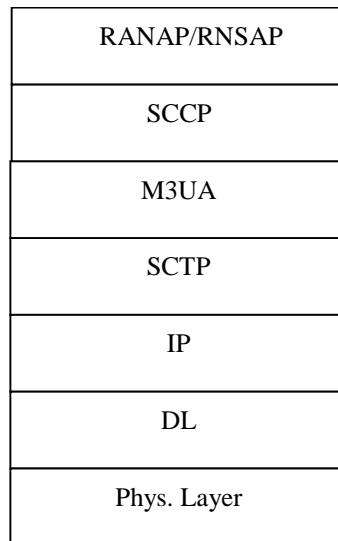 RANAP/RNSAP
SCCP
M3UA
SCTP
IP
DL
Phys. Layer